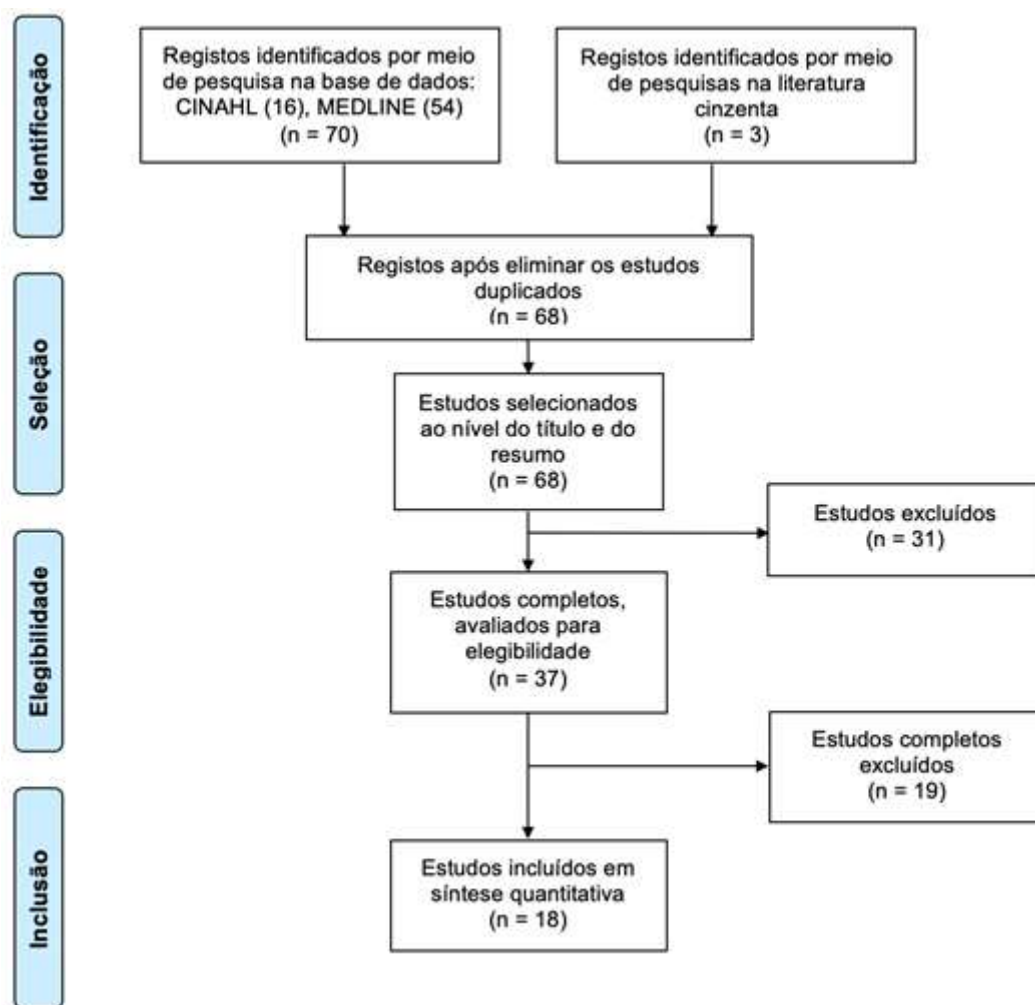 Identificação
Registos identificados por meio
de pesquisa na base de dados:
CINAHL (16), MEDLINE (54)
(n = 70)
Registos identificados por meio
de pesquisas na literatura
cinzenta
(n = 3)
Registos após eliminar os estudos
duplicados
(n = 68)
Seleção
Estudos selecionados
ao nível do título e do
resumo
(n = 68)
Estudos excluídos
(n = 31)
Elegibilidade
Estudos completos,
avaliados para
elegibilidade
(n = 37)
Estudos completos
excluídos
(n = 19)
Inclusão
Estudos incluídos em
síntese quantitativa
(n = 18)